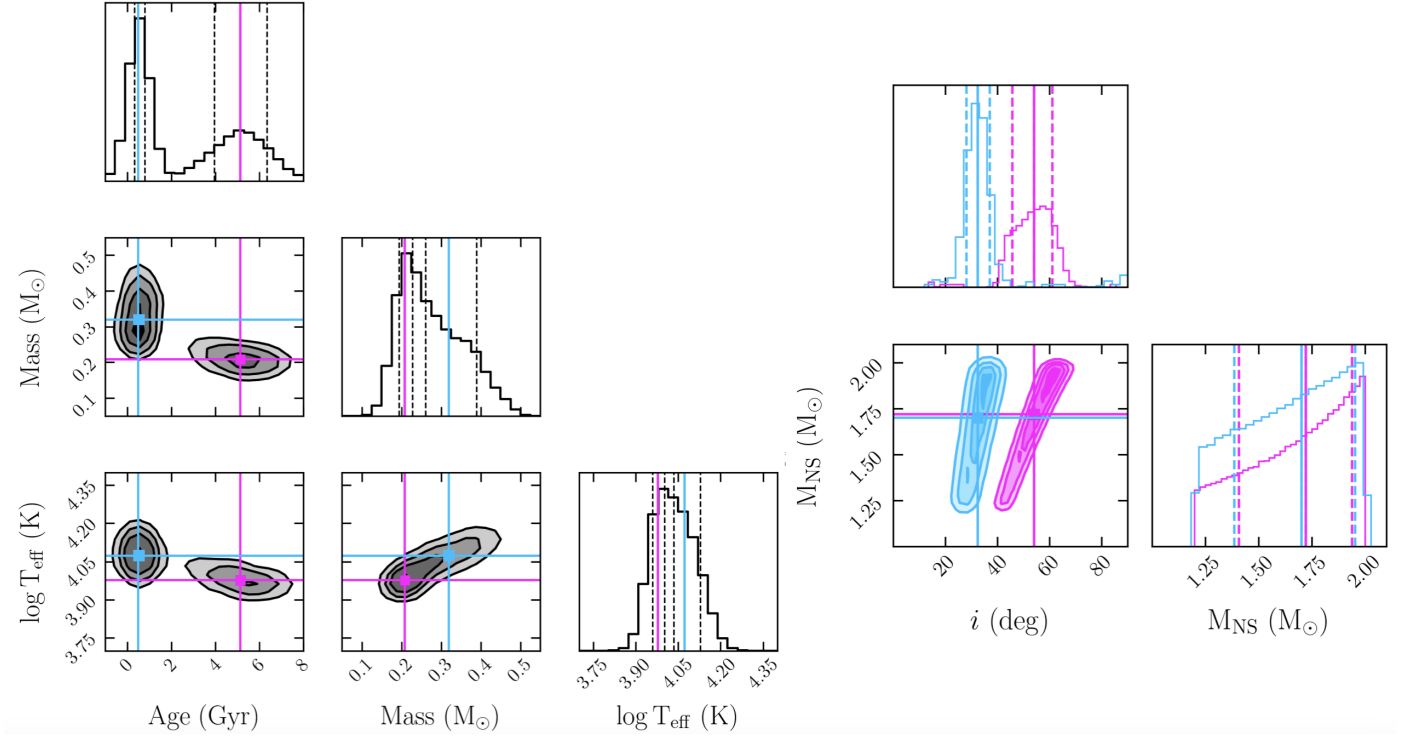 Mass (M⊙)
0.5
0.4
0.3
0.2
0.1
log Teff (K)
4.35
4.20
4.05
3.90
3.75
0 2 4 6 8
Age (Gyr)
0.1 0.2 0.3 0.4 0.5
Mass (M⊙)
3.75 3.90 4.05 4.20 4.35
log Teff (K)
MNS (M⊙)
2.00
1.75
1.50
1.25
20 40 60 80
i (deg)
1.25 1.50 1.75 2.00
MNS (M⊙)